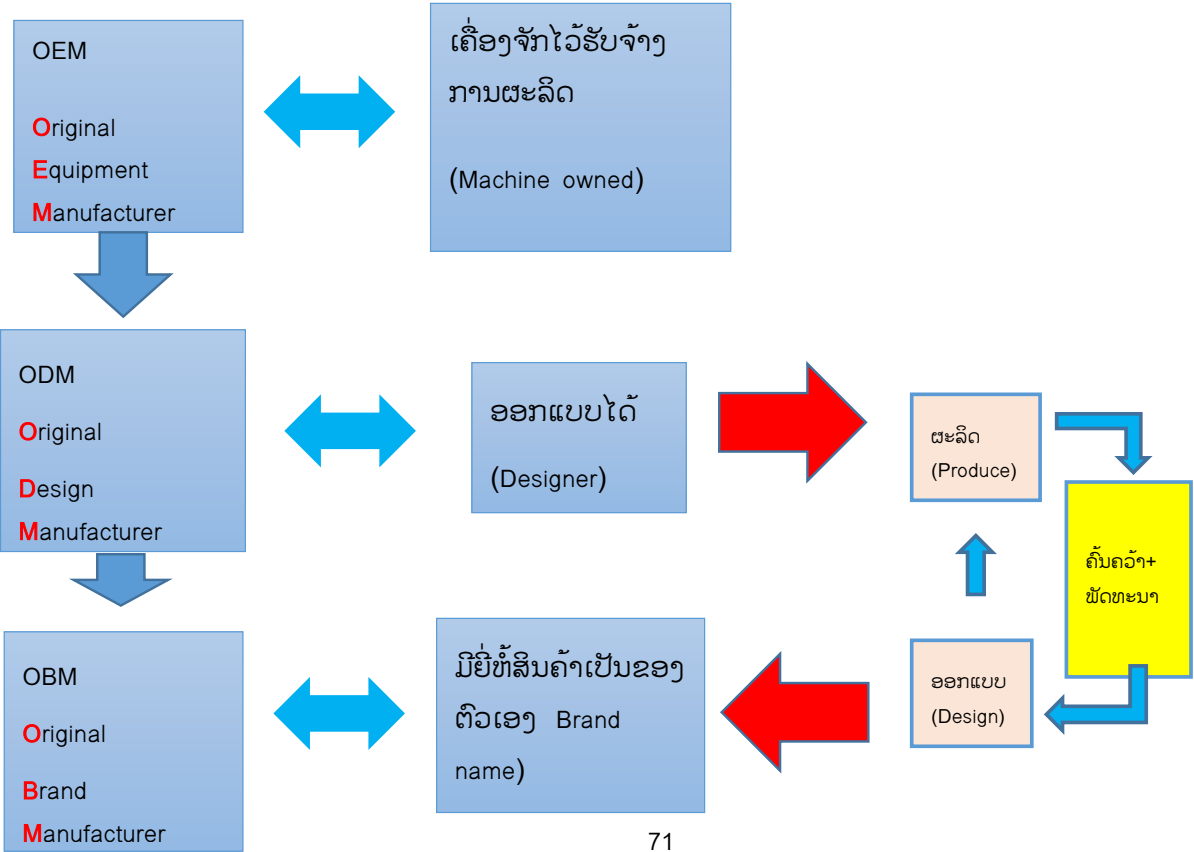 OEM
Original
Equipment
Manufacturer
ເຄື່ອງຈັກໄວ້ຮັບຈ້າງ
ການຜະລິດ
(Machine owned)
ODM
Original
Design
Manufacturer
ອອກແບບໄດ້
(Designer)
ຜະລິດ
(Produce)
ຄົ້ນຄວ້າ+
ພັດທະນາ
ອອກແບບ
(Design)
OBM
Original
Brand
Manufacturer
ມີຍີ່ຫໍ້ສິນຄ້າເປັນຂອງ
ຕົວເອງ Brand
name)
71